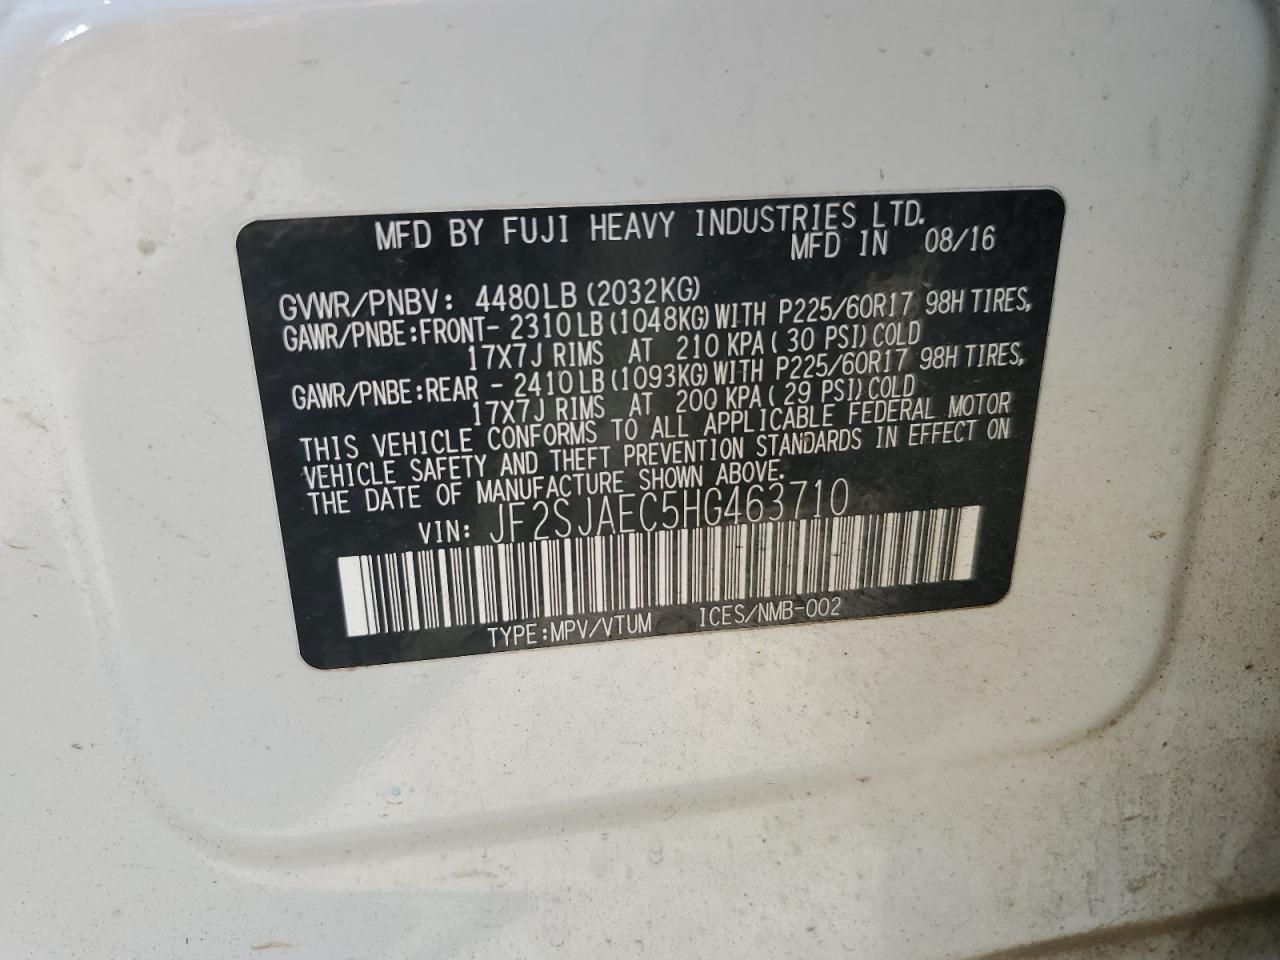 MFD BY FUJI HEAVY INDUSTRIES LTD.
MFD IN 08/16
GVWR/PNBV: 4480LB (2032KG)
GAWR/PNBE:FRONT- 2310LB (1048KG) WITH P225/60R17 98H TIRES,
17X7J RIMS AT 210 KPA ( 30 PSI) COLD
GAWR/PNBE:REAR - 2410LB (1093KG) WITH P225/60R17 98H TIRES,
17X7J RIMS AT 200 KPA ( 29 PSI) COLD
THIS VEHICLE CONFORMS TO ALL APPLICABLE FEDERAL MOTOR
VEHICLE SAFETY AND THEFT PREVENTION STANDARDS IN EFFECT ON
THE DATE OF MANUFACTURE SHOWN ABOVE.
VIN: JF2SJAEC5HG463710
TYPE:MPV/VTUM ICES/NMB-002